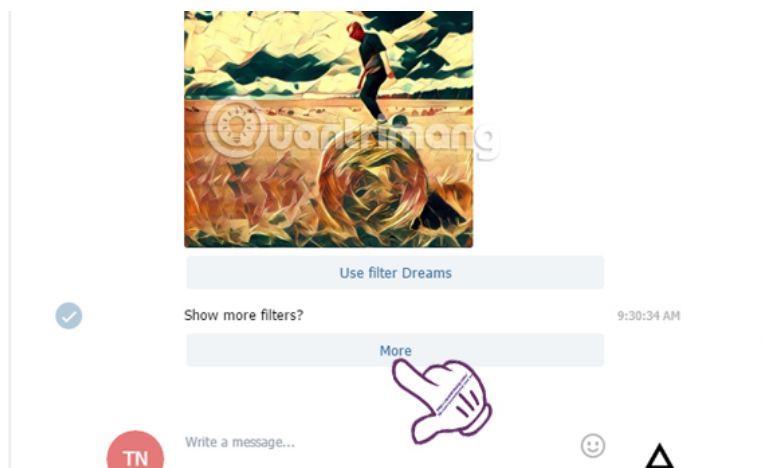 Quantrimang
Use filter Dreams
Show more filters?
9:30:34 AM
More
TN
Write a message...